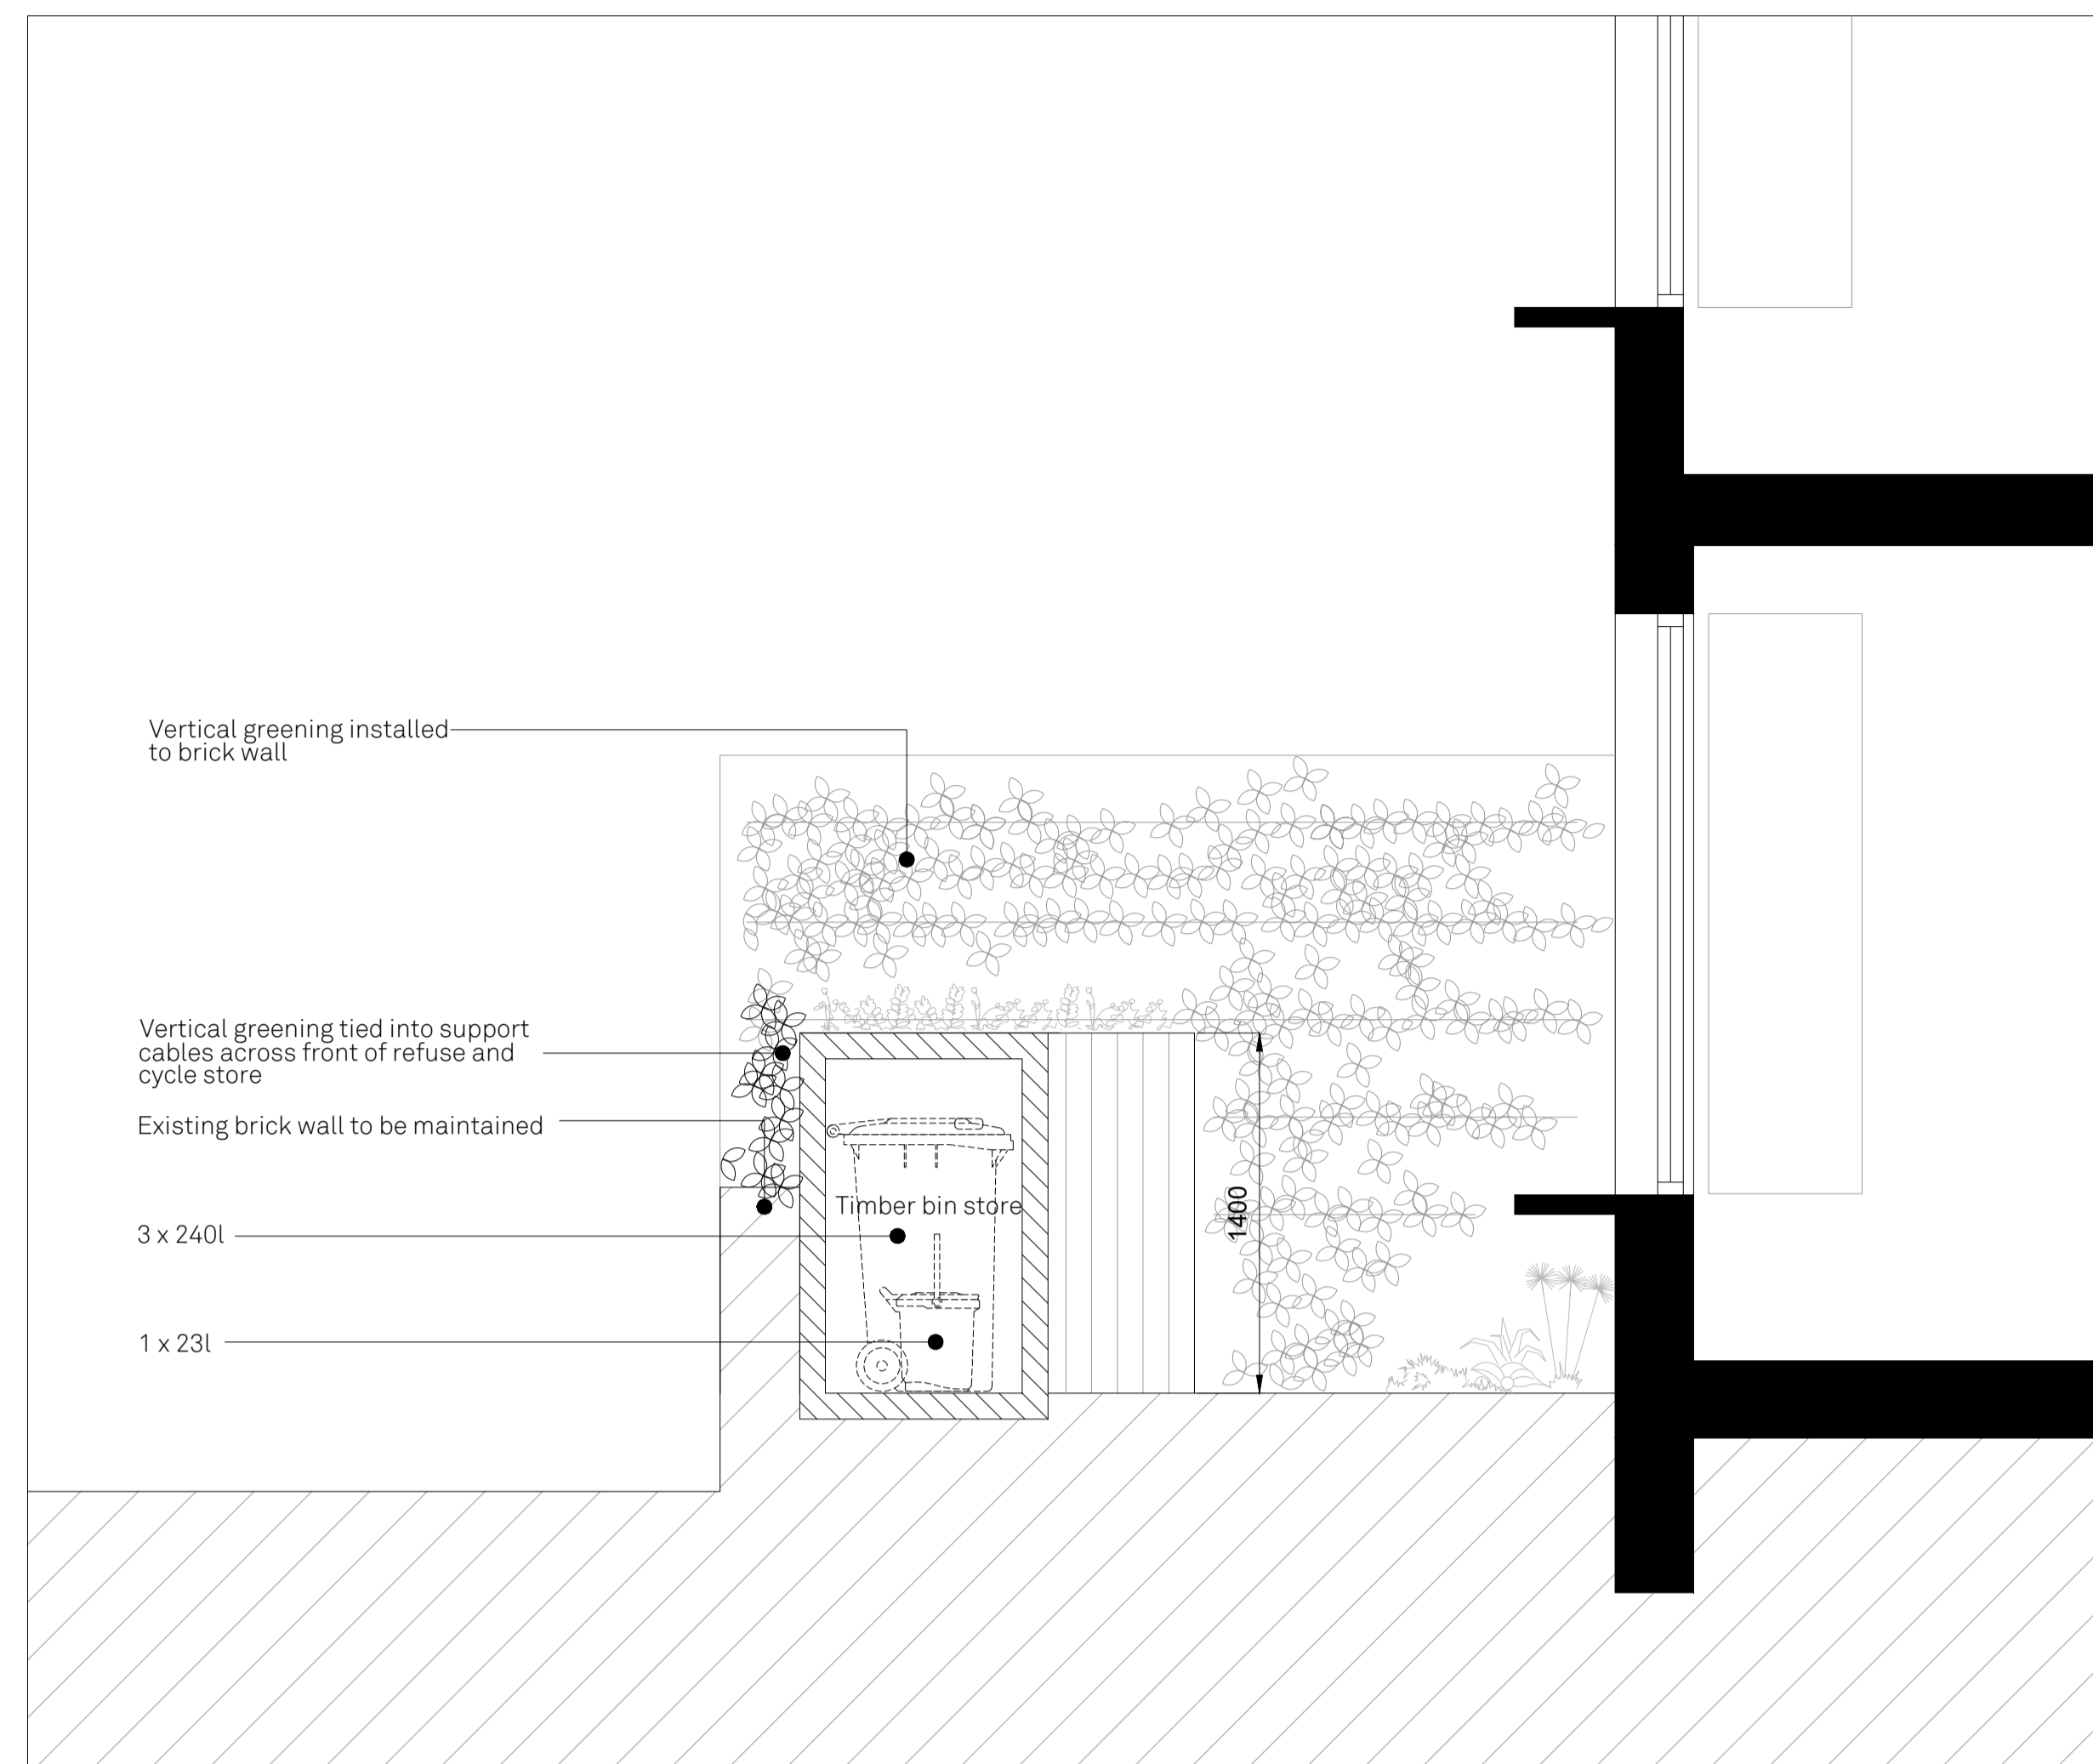 Vertical greening installed
to brick wall
Vertical greening tied into support
cables across front of refuse and
cycle store
Existing brick wall to be maintained
Timber bin store
3 x 240l
1400
1 x 23l